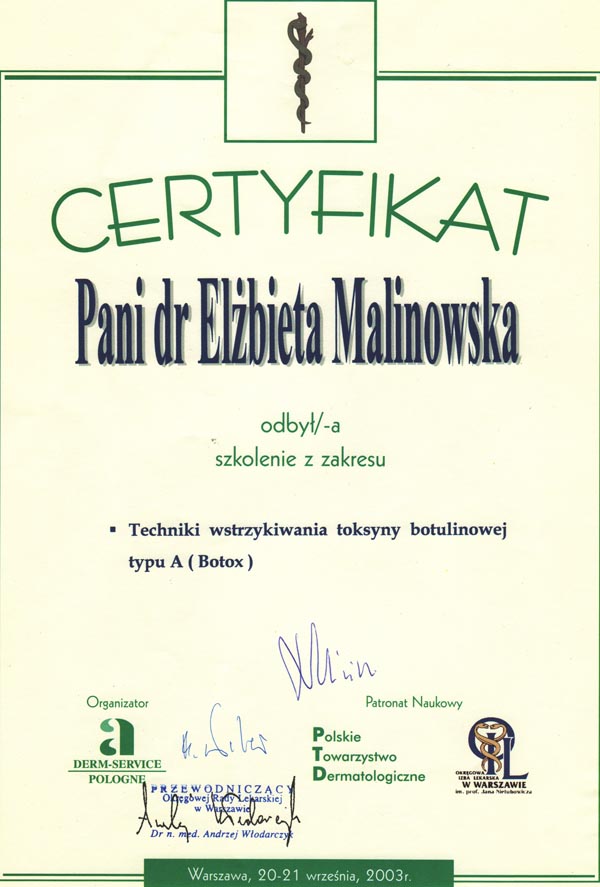 CERTYFIKAT
Pani dr Elżbieta Malinowska
odbył/-a
szkolenie z zakresu
▪ Techniki wstrzykiwania toksyny botulinowej
typu A ( Botox )
Organizator
Patronat Naukowy
a
DERM-SERVICE
POLOGNE
Polskie
Towarzystwo
Dermatologiczne
OIL
OKRĘGOWA
IZBA LEKARSKA
W WARSZAWIE
im. prof. Jana Nielubowicza
PRZEWODNICZĄCY
Okręgowej Rady Lekarskiej
w Warszawie
Dr n. med. Andrzej Włodarczyk
Warszawa, 20-21 września, 2003r.